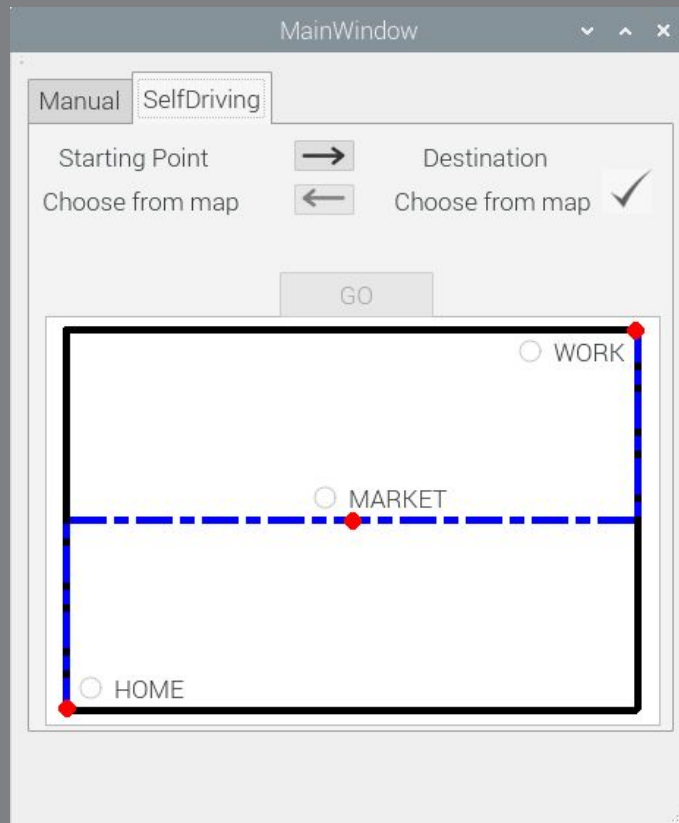 MainWindow
Manual SelfDriving
Starting Point Destination
Choose from map Choose from map
GO
WORK
MARKET
HOME